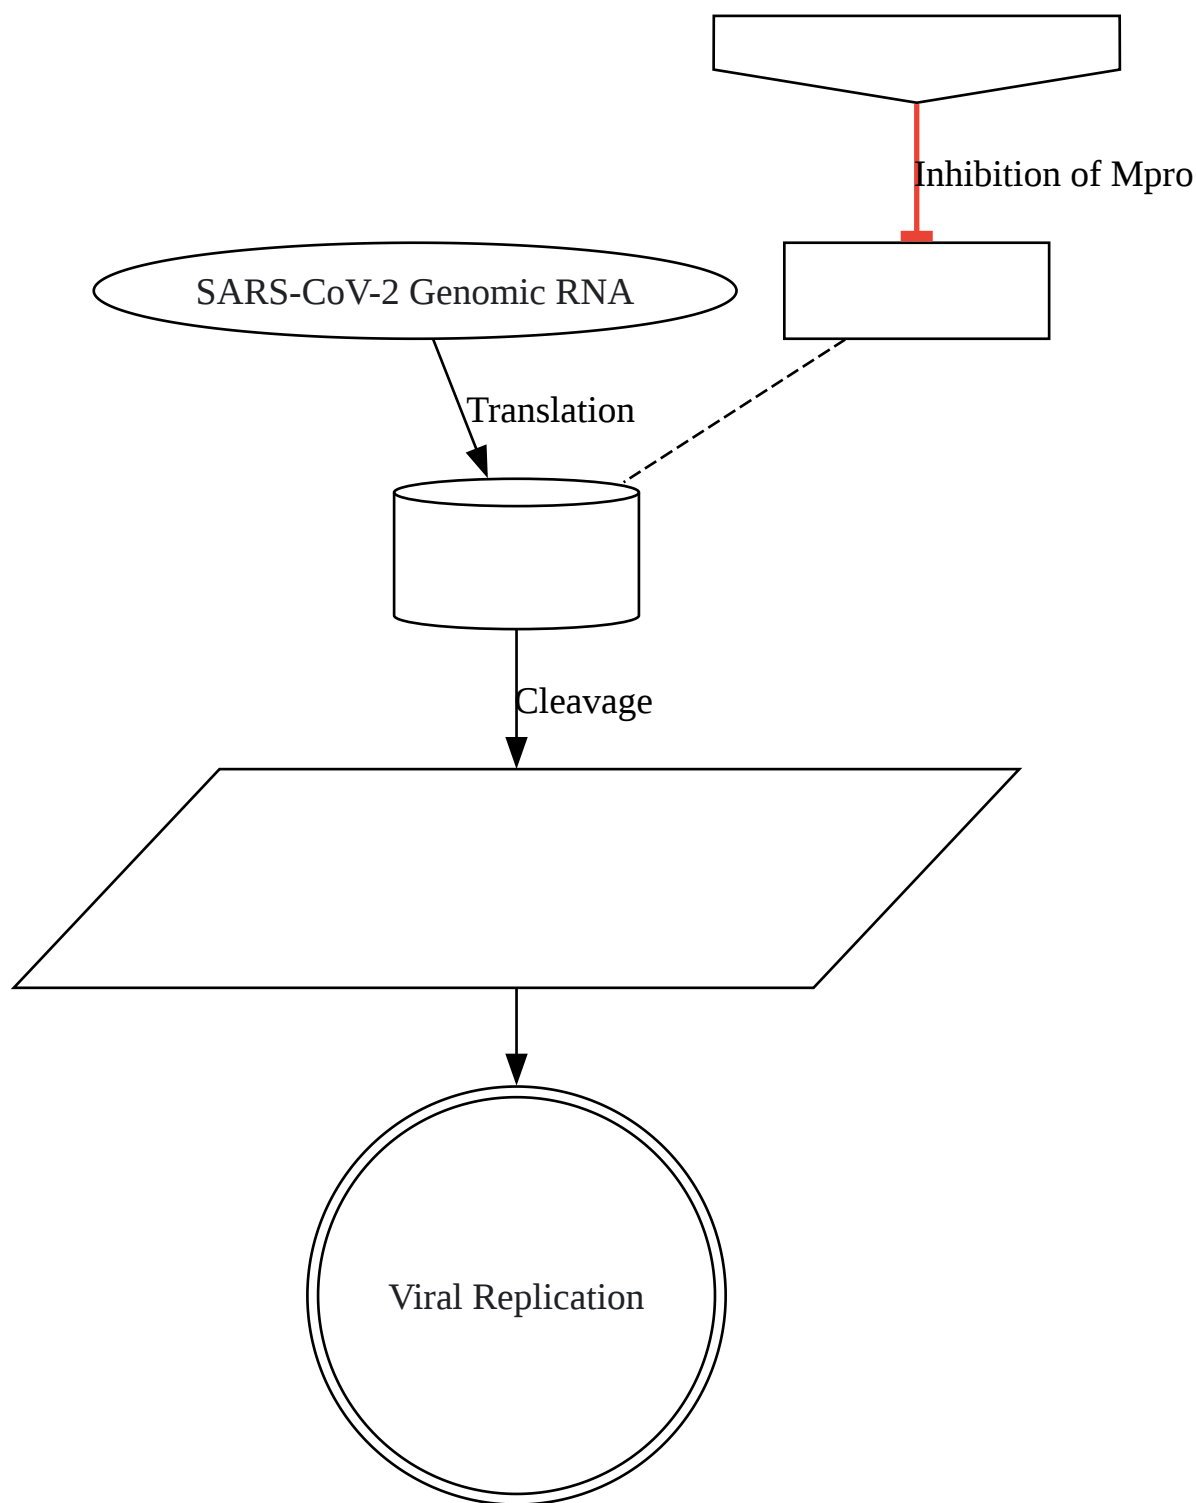 Inhibition of Mpro
SARS-CoV-2 Genomic RNA
Translation
Cleavage
Viral Replication